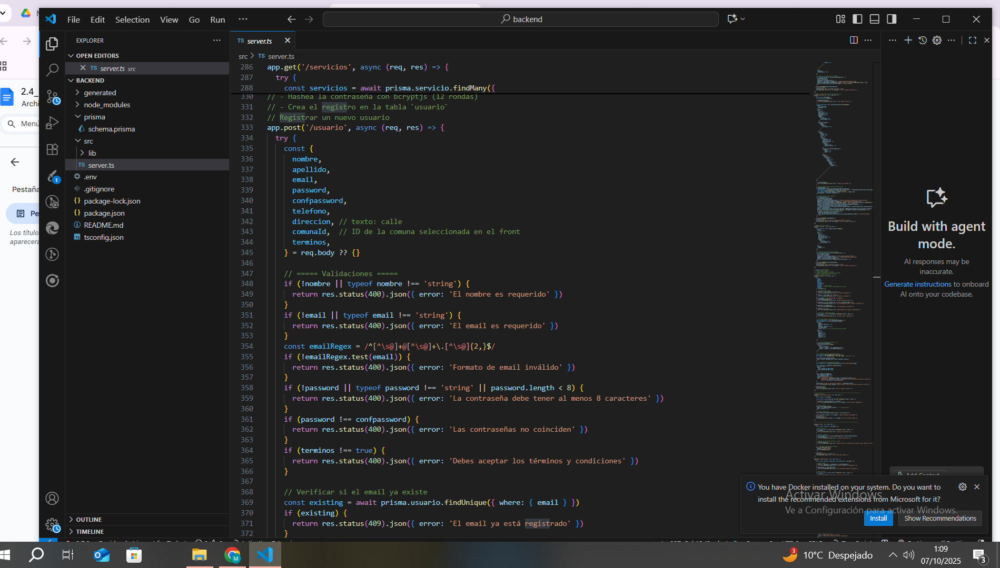 File Edit Selection View Go Run ···
backend
EXPLORER ···
OPEN EDITORS
TS server.ts src
BACKEND
generated
node_modules
prisma
schema.prisma
src
lib
TS server.ts
.env
.gitignore
{} package-lock.json
{} package.json
README.md
TS tsconfig.json
OUTLINE
TIMELINE
2.4_
Archi
Menú
Pestaña
Pe
Los título
aparecerá
TS server.ts
src > TS server.ts
286 app.get('/servicios', async (req, res) => {
287 try {
288 const servicios = await prisma.servicio.findMany({
330 // - Hashea la contraseña con bcryptjs (12 rondas)
331 // - Crea el registro en la tabla `usuario`
332 // Registrar un nuevo usuario
333 app.post('/usuario', async (req, res) => {
334 try {
335 const {
336 nombre,
337 apellido,
338 email,
339 password,
340 confpassword,
341 telefono,
342 direccion, // texto: calle
343 comunaId, // ID de la comuna seleccionada en el front
344 terminos,
345 } = req.body ?? {}
346
347 // ===== Validaciones =====
348 if (!nombre || typeof nombre !== 'string') {
349 return res.status(400).json({ error: 'El nombre es requerido' })
350 }
351 if (!email || typeof email !== 'string') {
352 return res.status(400).json({ error: 'El email es requerido' })
353 }
354 const emailRegex = /^[^\s@]+@[^\s@]+\.[^\s@]{2,}$/
355 if (!emailRegex.test(email)) {
356 return res.status(400).json({ error: 'Formato de email inválido' })
357 }
358 if (!password || typeof password !== 'string' || password.length < 8) {
359 return res.status(400).json({ error: 'La contraseña debe tener al menos 8 caracteres' })
360 }
361 if (password !== confpassword) {
362 return res.status(400).json({ error: 'Las contraseñas no coinciden' })
363 }
364 if (terminos !== true) {
365 return res.status(400).json({ error: 'Debes aceptar los términos y condiciones' })
366 }
367
368 // Verificar si el email ya existe
369 const existing = await prisma.usuario.findUnique({ where: { email } })
370 if (existing) {
371 return res.status(409).json({ error: 'El email ya está registrado' })
372 }
Build with agent
mode.
AI responses may be
inaccurate.
Generate instructions to onboard
AI onto your codebase.
Add Context
You have Docker installed on your system. Do you want to
install the recommended extensions from Microsoft for it?
Install
Show Recommendations
Activar Windows
Ve a Configuración para activar Windows.
1
M
3
10°C Despejado
1:09
07/10/2025
3